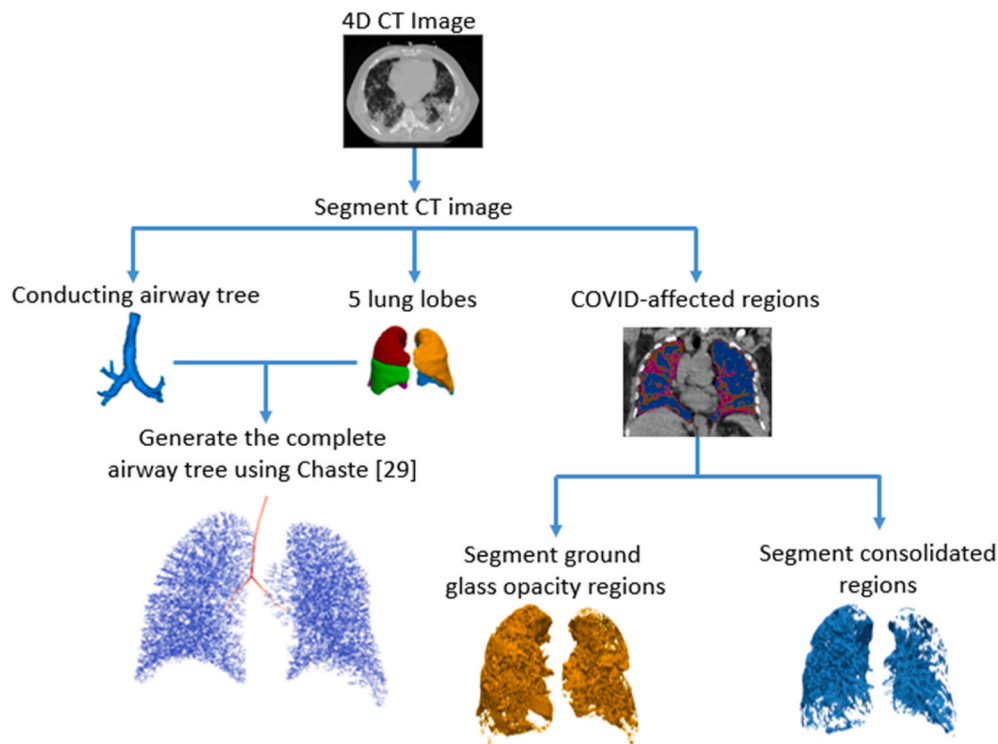 4D CT Image
Segment CT image
Conducting airway tree
5 lung lobes
COVID-affected regions
Generate the complete
airway tree using Chaste [29]
Segment ground
glass opacity regions
Segment consolidated
regions